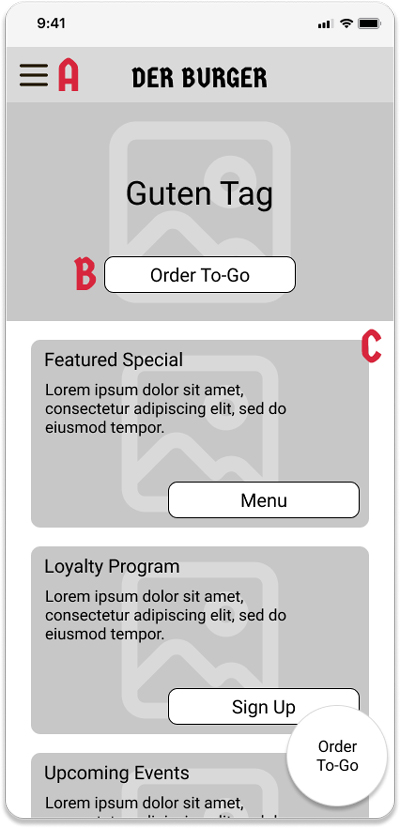 9:41
A
DER BURGER
Guten Tag
B
Order To-Go
C
Featured Special
Lorem ipsum dolor sit amet,
consectetur adipiscing elit, sed do
eiusmod tempor.
Menu
Loyalty Program
Lorem ipsum dolor sit amet,
consectetur adipiscing elit, sed do
eiusmod tempor.
Sign Up
Order
To-Go
Upcoming Events
Lorem ipsum dolor sit amet,